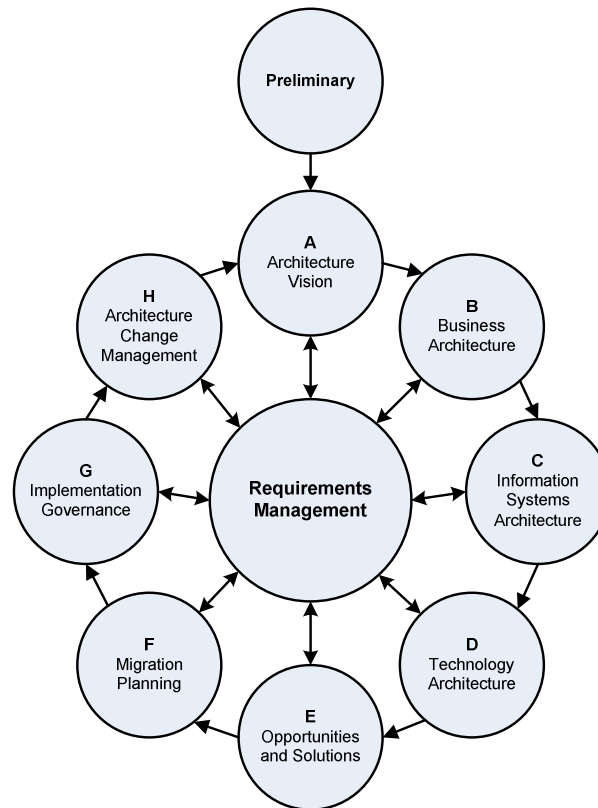 Preliminary
A
Architecture
Vision
B
Business
Architecture
C
Information
Systems
Architecture
D
Technology
Architecture
E
Opportunities
and Solutions
F
Migration
Planning
G
Implementation
Governance
H
Architecture
Change
Management
Requirements
Management